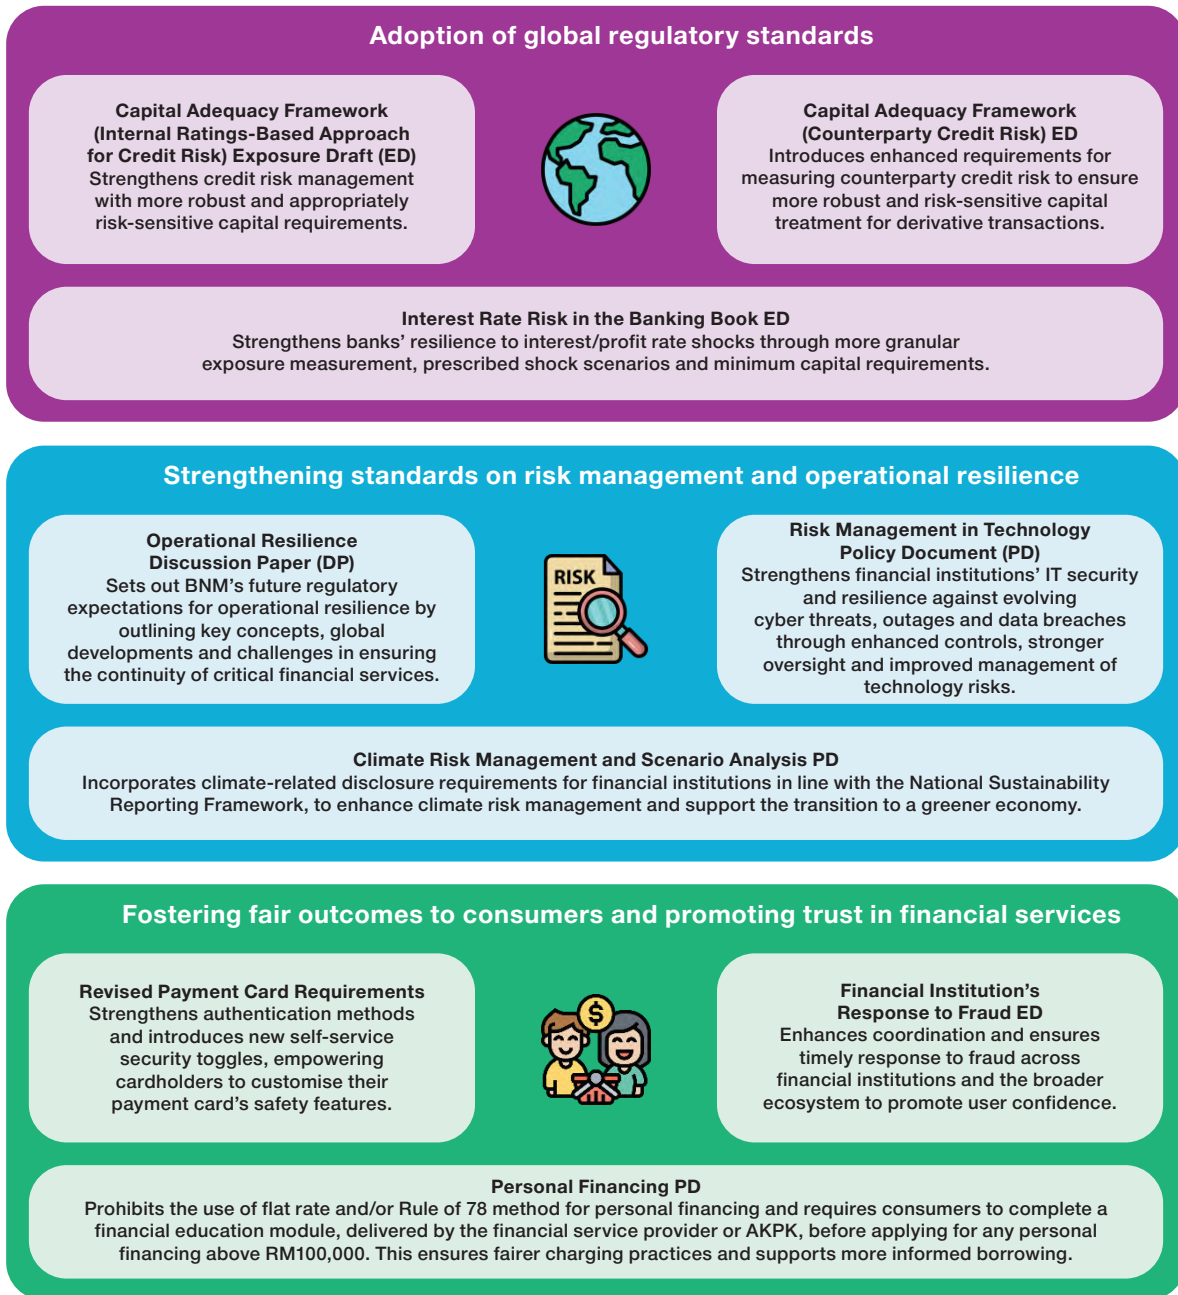 Adoption of global regulatory standards
Capital Adequacy Framework
(Internal Ratings-Based Approach
for Credit Risk) Exposure Draft (ED)
Strengthens credit risk management
with more robust and appropriately
risk-sensitive capital requirements.
Capital Adequacy Framework
(Counterparty Credit Risk) ED
Introduces enhanced requirements for
measuring counterparty credit risk to ensure
more robust and risk-sensitive capital
treatment for derivative transactions.
Interest Rate Risk in the Banking Book ED
Strengthens banks’ resilience to interest/profit rate shocks through more granular
exposure measurement, prescribed shock scenarios and minimum capital requirements.
Strengthening standards on risk management and operational resilience
Operational Resilience
Discussion Paper (DP)
Sets out BNM’s future regulatory
expectations for operational resilience by
outlining key concepts, global
developments and challenges in ensuring
the continuity of critical financial services.
RISK
Risk Management in Technology
Policy Document (PD)
Strengthens financial institutions’ IT security
and resilience against evolving
cyber threats, outages and data breaches
through enhanced controls, stronger
oversight and improved management of
technology risks.
Climate Risk Management and Scenario Analysis PD
Incorporates climate-related disclosure requirements for financial institutions in line with the National Sustainability
Reporting Framework, to enhance climate risk management and support the transition to a greener economy.
Fostering fair outcomes to consumers and promoting trust in financial services
Revised Payment Card Requirements
Strengthens authentication methods
and introduces new self-service
security toggles, empowering
cardholders to customise their
payment card’s safety features.
$
Financial Institution’s
Response to Fraud ED
Enhances coordination and ensures
timely response to fraud across
financial institutions and the broader
ecosystem to promote user confidence.
Personal Financing PD
Prohibits the use of flat rate and/or Rule of 78 method for personal financing and requires consumers to complete a
financial education module, delivered by the financial service provider or AKPK, before applying for any personal
financing above RM100,000. This ensures fairer charging practices and supports more informed borrowing.